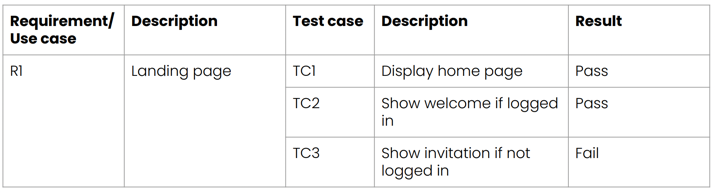 Requirement/ Description Test case Description Result
Use case
R1 Landing page TC1 Display home page Pass
TC2 Show welcome if logged Pass
in
TC3 Show invitation if not Fail
logged in